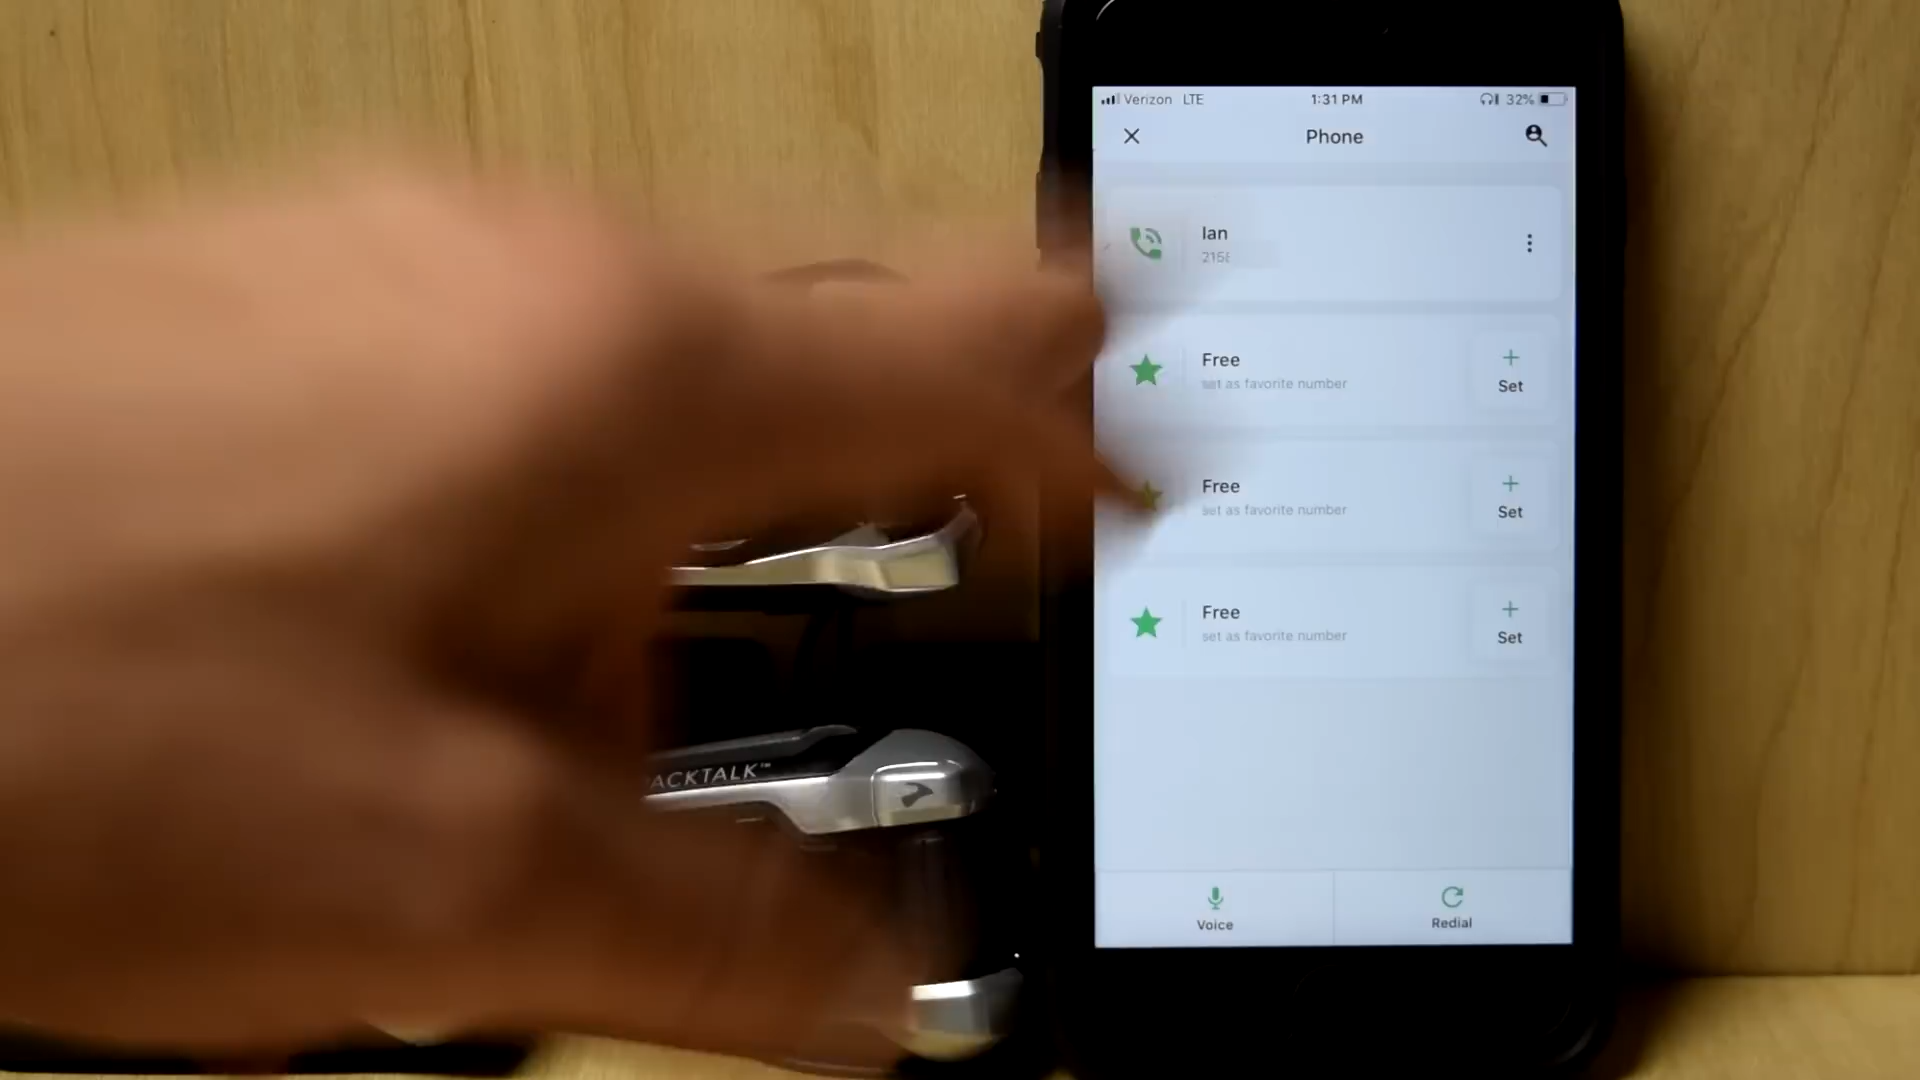 Verizon LTE 1:31 PM 32%
Phone
Ian
Free
set as favorite number
Set
Free
set as favorite number
Set
Free
set as favorite number
Set
Voice
Redial
ACKTALK™